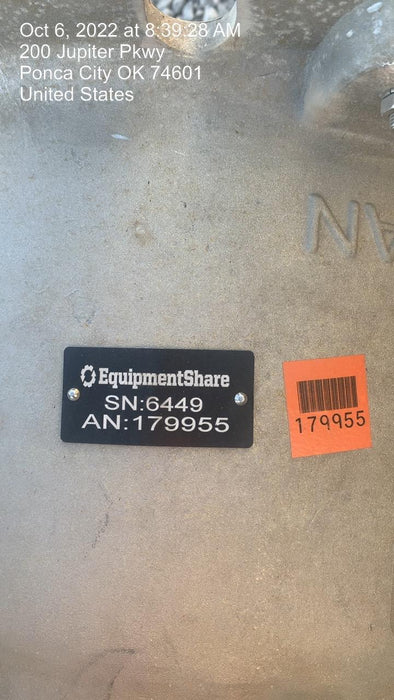 Oct 6, 2022 at 8:39:28 AM
200 Jupiter Pkwy
Ponca City OK 74601
United States
EquipmentShare
SN:6449
AN:179955
179955